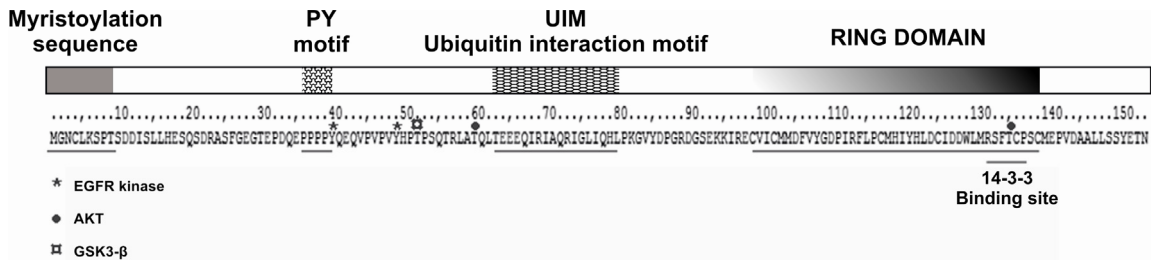 Myristoylation
sequence
PY
motif
UIM
Ubiquitin interaction motif
RING DOMAIN
....,....10....,....20....,....30....,....40....,....50....,....60....,....70....,....80....,....90....,....100....,....110....,....120....,....130....,....140....,....150....
MGNCLKSPTSDDISLLHESQSDRASFGEGTEPDQEPPPPYQEQVPVPVYHPTPSQTRLATQLTEEEQIRIAQRIGLIQHLPKGVYDPGRDGSEKKIRECVICMMDFVYGDPIRFLPCMHIYHLDCIDDWLMRSFTCPSCMEPVDAALLSSYETN
* EGFR kinase
AKT
GSK3-β
14-3-3
Binding site